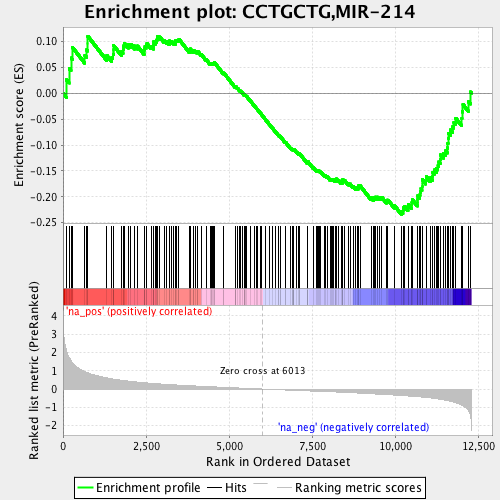 Enrichment plot: CCTGCTG,MIR-214
Enrichment score (ES)
0.10
0.05
0.00
-0.05
-0.10
-0.15
-0.20
-0.25
'na_pos' (positively correlated)
Ranked list metric (PreRanked)
4
3
2
1
0
-1
-2
Zero cross at 6013
'na_neg' (negatively correlated)
0
2,500
5,000
7,500
10,000
12,500
Rank in Ordered Dataset
Enrichment profile
Hits
Ranking metric scores